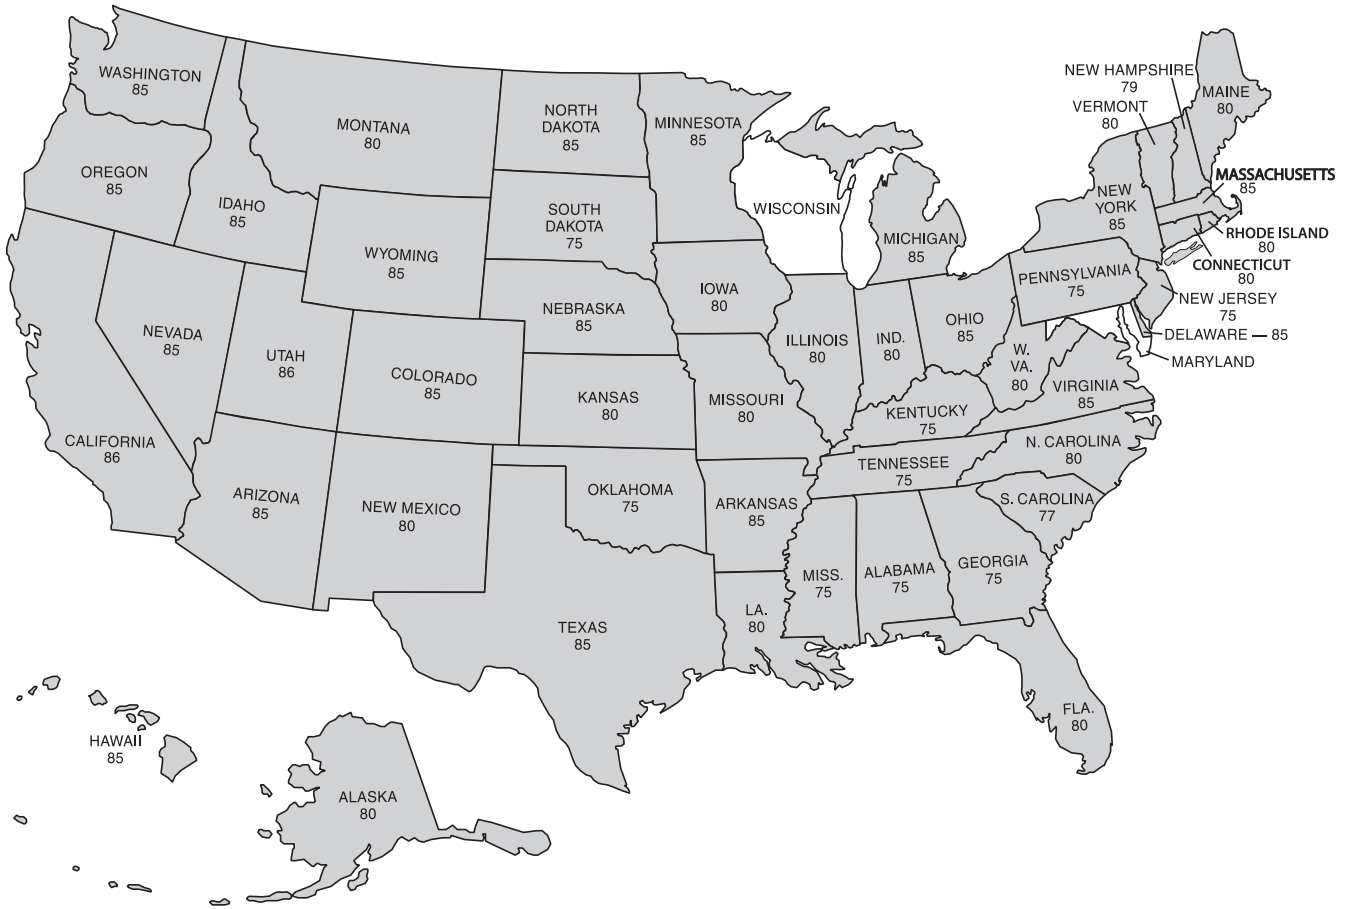 WASHINGTON
85
OREGON
85
IDAHO
85
MONTANA
80
NORTH
DAKOTA
85
MINNESOTA
85
WISCONSIN
MICHIGAN
85
NEW HAMPSHIRE
79
VERMONT
80
MAINE
80
MASSACHUSETTS
85
NEW
YORK
85
RHODE ISLAND
80
CONNECTICUT
80
PENNSYLVANIA
75
NEW JERSEY
75
DELAWARE — 85
MARYLAND
WYOMING
85
SOUTH
DAKOTA
75
NEBRASKA
85
IOWA
80
ILLINOIS
80
IND.
80
OHIO
85
W.
VA.
80
VIRGINIA
85
NEVADA
85
UTAH
86
COLORADO
85
KANSAS
80
MISSOURI
80
KENTUCKY
75
CALIFORNIA
86
ARIZONA
85
NEW MEXICO
80
OKLAHOMA
75
ARKANSAS
85
TENNESSEE
75
N. CAROLINA
80
S. CAROLINA
77
TEXAS
85
LA.
80
MISS.
75
ALABAMA
75
GEORGIA
75
FLA.
80
HAWAII
85
ALASKA
80